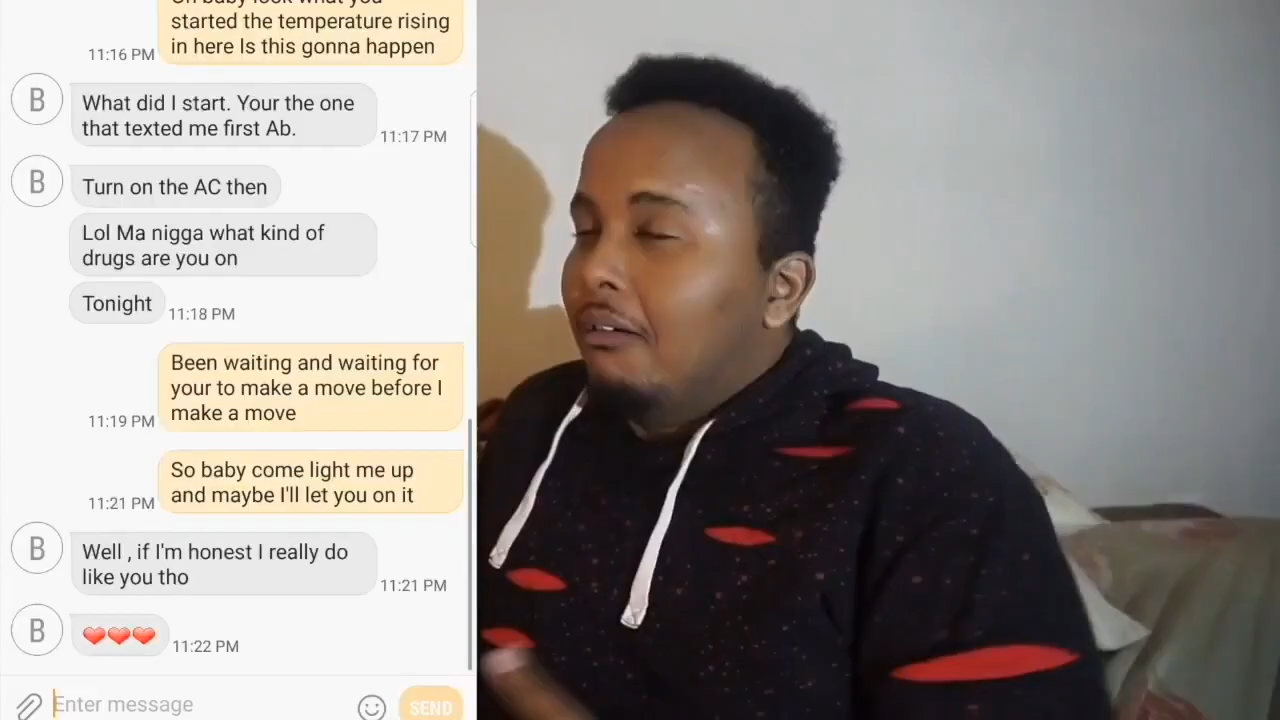 started the temperature rising
in here Is this gonna happen
11:16 PM
B
What did I start. Your the one
that texted me first Ab.
11:17 PM
B
Turn on the AC then
Lol Ma nigga what kind of
drugs are you on
Tonight
11:18 PM
Been waiting and waiting for
your to make a move before I
make a move
11:19 PM
So baby come light me up
and maybe I'll let you on it
11:21 PM
B
Well , if I'm honest I really do
like you tho
11:21 PM
B
11:22 PM
Enter message
SEND